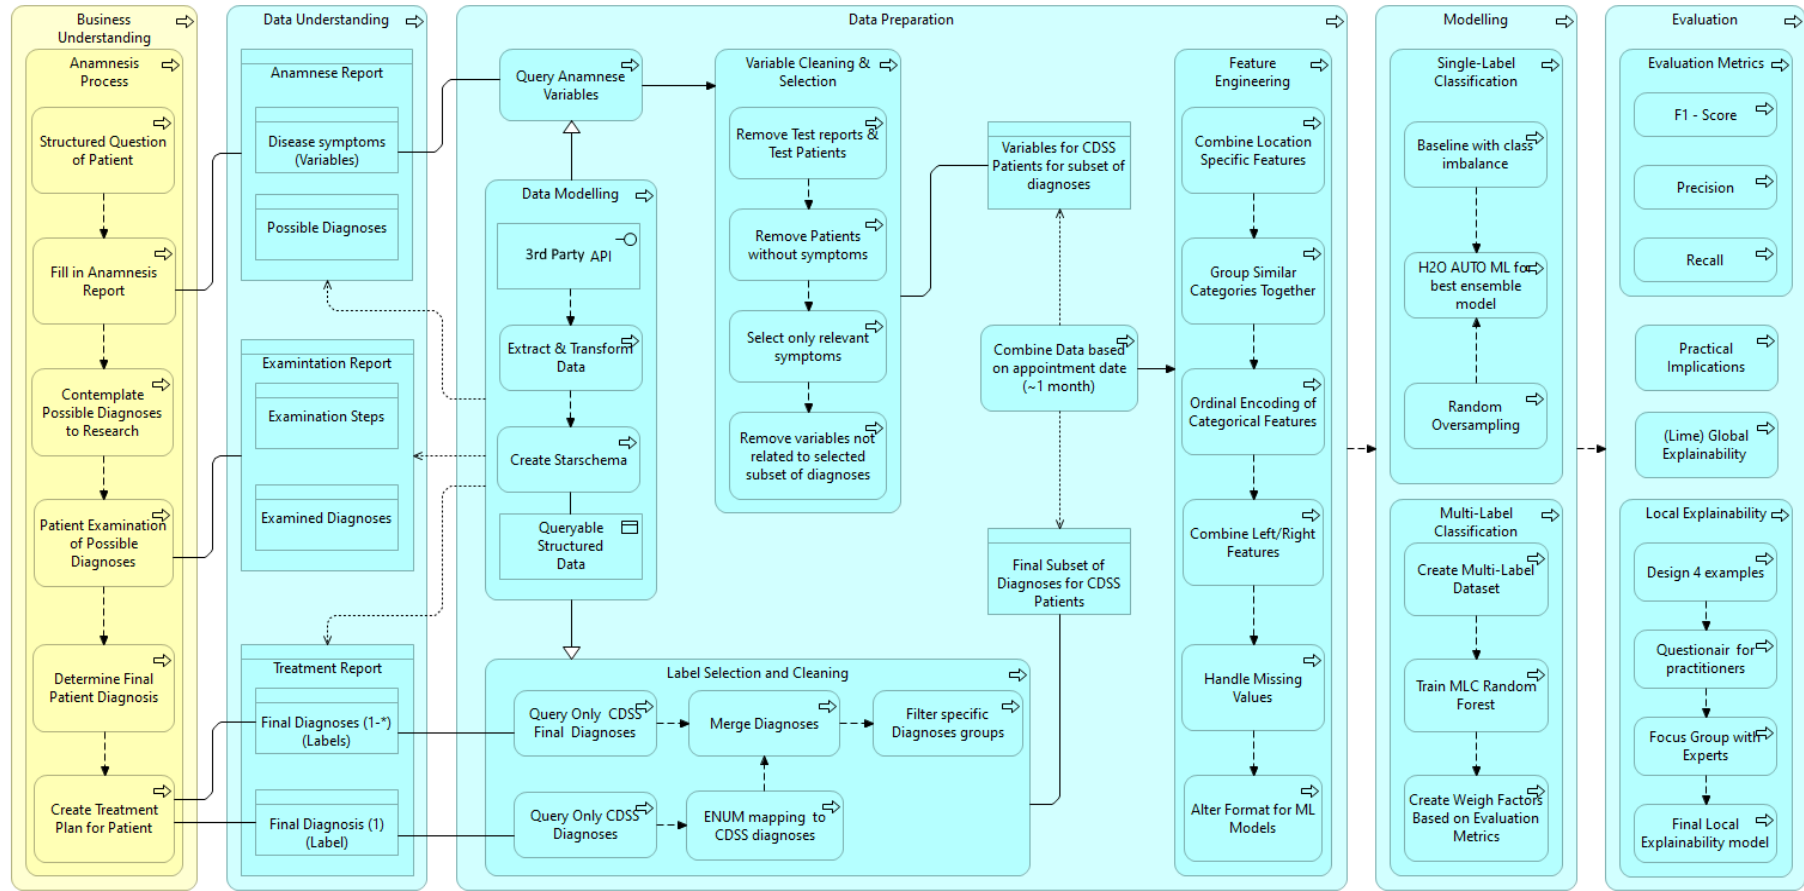 Business
Understanding
Anamnesis
Process
Structured Question
of Patient
Fill in Anamnesis
Report
Contemplate
Possible Diagnoses
to Research
Patient Examination
of Possible
Diagnoses
Determine Final
Patient Diagnosis
Create Treatment
Plan for Patient
Data Understanding
Anamnese Report
Disease symptoms
(Variables)
Possible Diagnoses
Examintation Report
Examination Steps
Examined Diagnoses
Treatment Report
Final Diagnoses (1-*)
(Labels)
Final Diagnosis (1)
(Label)
Data Preparation
Query Anamnese
Variables
Data Modelling
3rd Party API
Extract & Transform
Data
Create Starschema
Queryable
Structured
Data
Variable Cleaning &
Selection
Remove Test reports &
Test Patients
Remove Patients
without symptoms
Select only relevant
symptoms
Remove variables not
related to selected
subset of diagnoses
Variables for CDSS
Patients for subset of
diagnoses
Combine Data based
on appointment date
(~1 month)
Final Subset of
Diagnoses for CDSS
Patients
Label Selection and Cleaning
Query Only CDSS
Final Diagnoses
Merge Diagnoses
Filter specific
Diagnoses groups
Query Only CDSS
Diagnoses
ENUM mapping to
CDSS diagnoses
Feature
Engineering
Combine Location
Specific Features
Group Similar
Categories Together
Ordinal Encoding of
Categorical Features
Combine Left/Right
Features
Handle Missing
Values
Alter Format for ML
Models
Modelling
Single-Label
Classification
Baseline with class
imbalance
H2O AUTO ML for
best ensemble
model
Random
Oversampling
Multi-Label
Classification
Create Multi-Label
Dataset
Train MLC Random
Forest
Create Weigh Factors
Based on Evaluation
Metrics
Evaluation
Evaluation Metrics
F1 - Score
Precision
Recall
Practical
Implications
(Lime) Global
Explainability
Local Explainability
Design 4 examples
Questionair for
practitioners
Focus Group with
Experts
Final Local
Explainability model